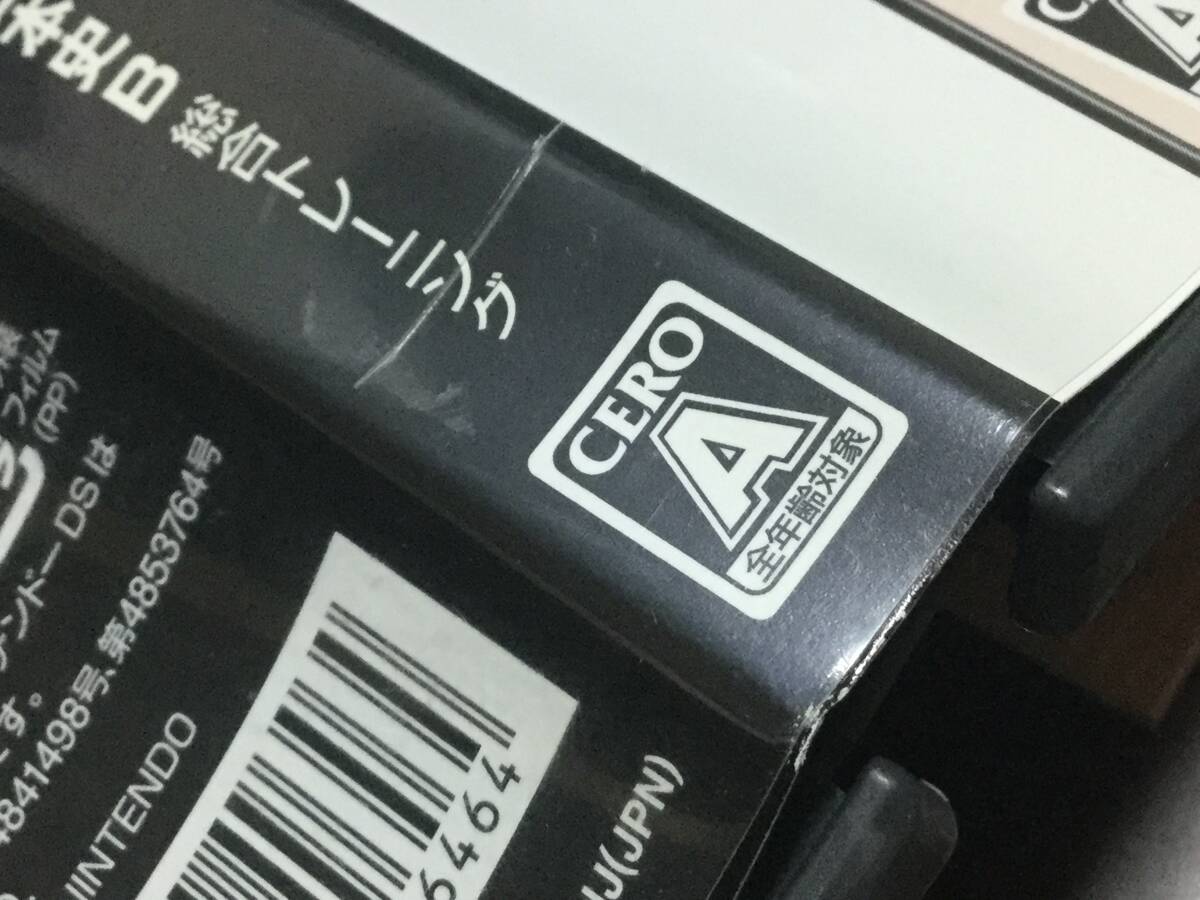 本史B 総合トレーニング
CERO
A
全年齢対象
フィルム
(PP)
ンドーDSは
す。
4841498号、第4853764号
NINTENDO
6464
J(JPN)
A